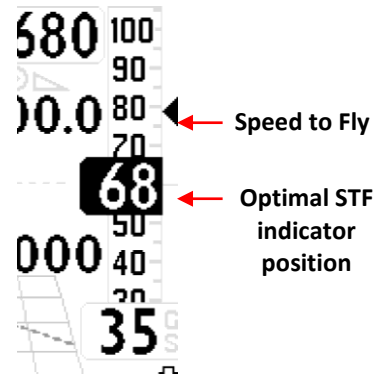 680
100
90
80
00.0
70
68
50
000
40
30
35
G
S
Speed to Fly
Optimal STF
indicator
position